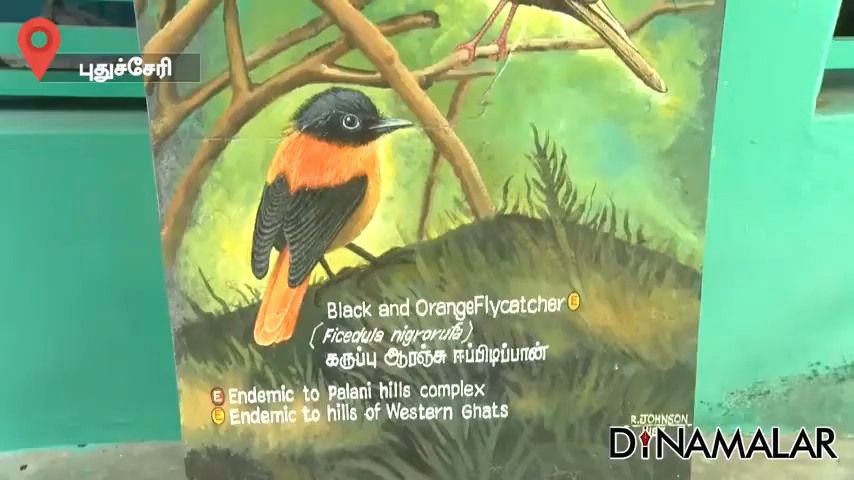 புதுச்சேரி
Black and OrangeFlycatcher E
(Ficedula nigrorufa)
கருப்பு ஆரஞ்சு ஈப்பிடிப்பான்
E Endemic to Palani hills complex
E Endemic to hills of Western Ghats
R. JOHNSON
DINAMALAR